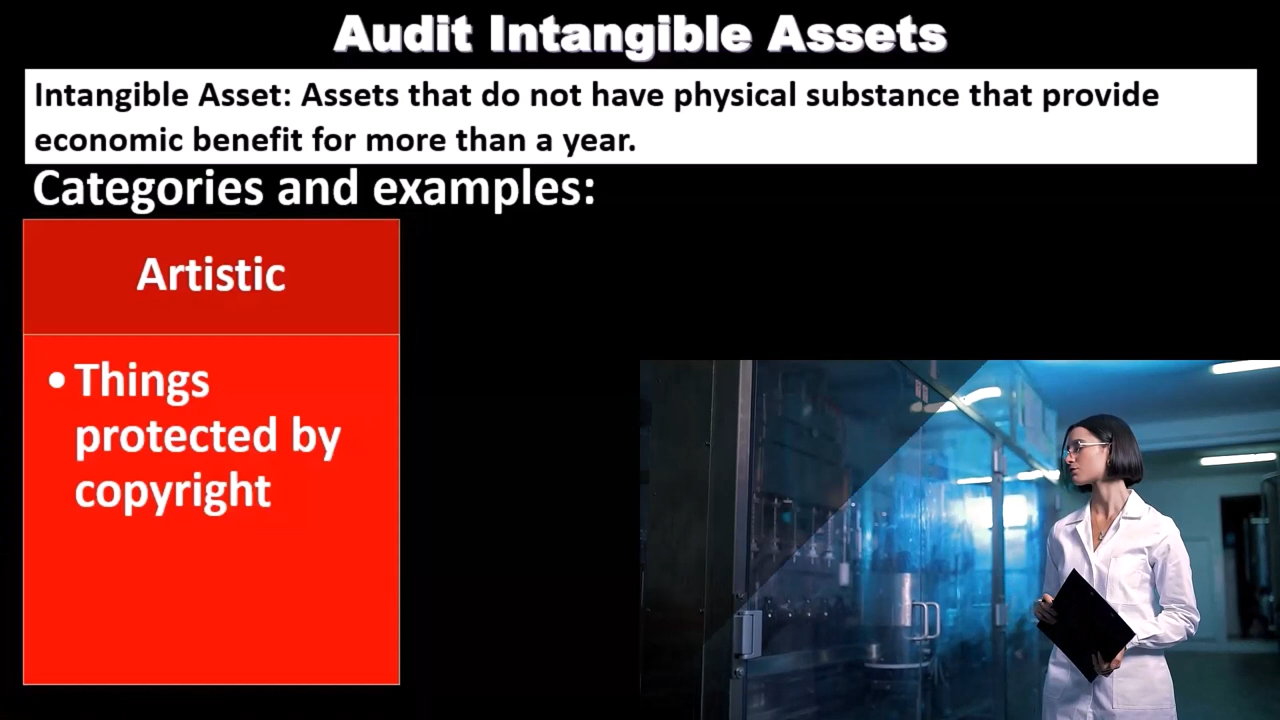 Audit Intangible Assets
Intangible Asset: Assets that do not have physical substance that provide
economic benefit for more than a year.
Categories and examples:
Artistic
• Things
protected by
copyright